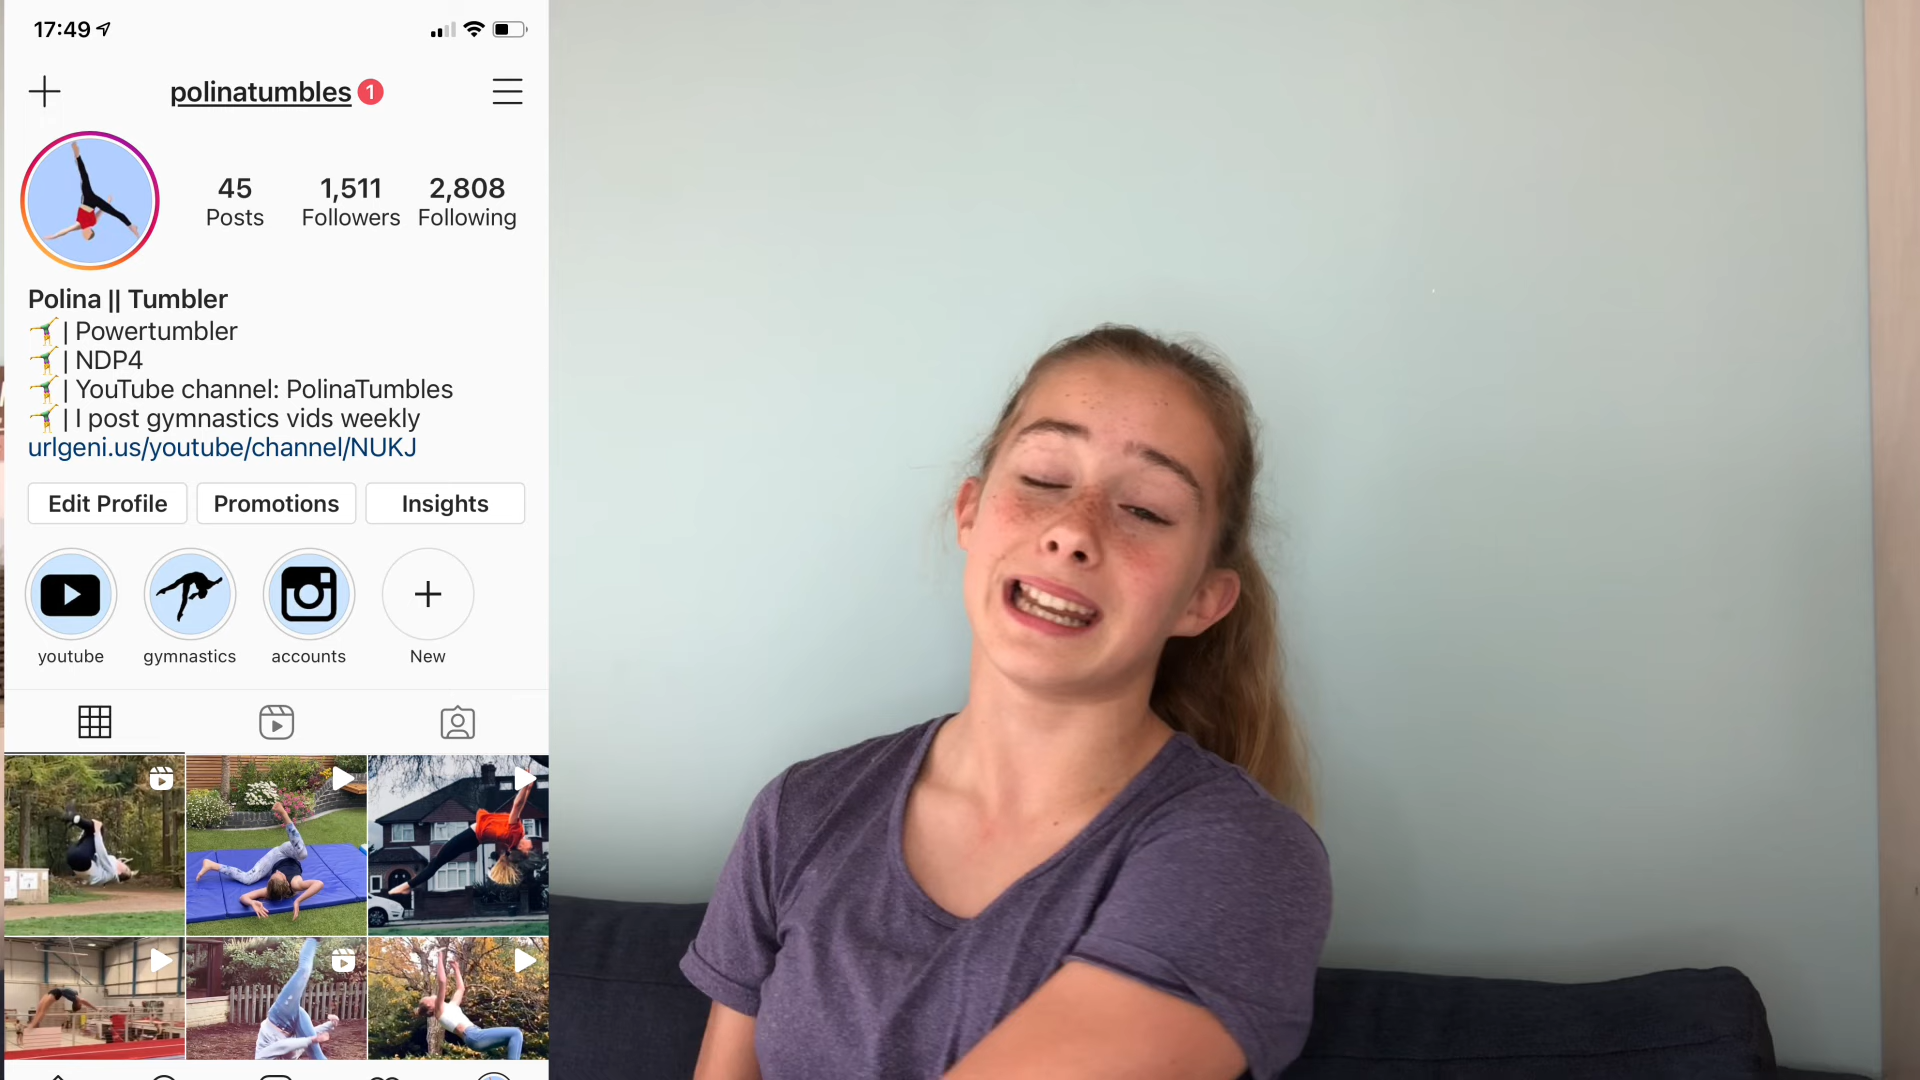 17:49
polinatumbles 1
45 1,511 2,808
Posts Followers Following
Polina || Tumbler
| Powertumbler
| NDP4
| YouTube channel: PolinaTumbles
| I post gymnastics vids weekly
urlgeni.us/youtube/channel/NUKJ
Edit Profile Promotions Insights
youtube gymnastics accounts New